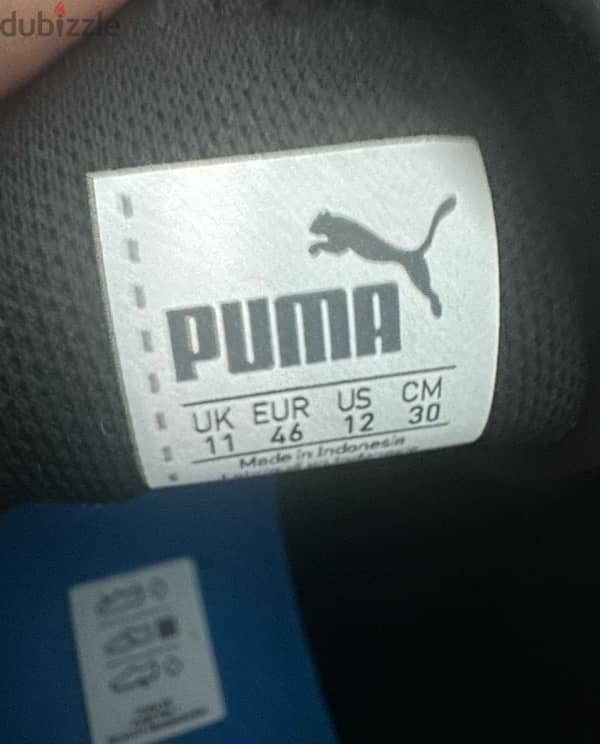 dubizzle
PUMA
UK EUR US CM
11 46 12 30
Made in Indonesia